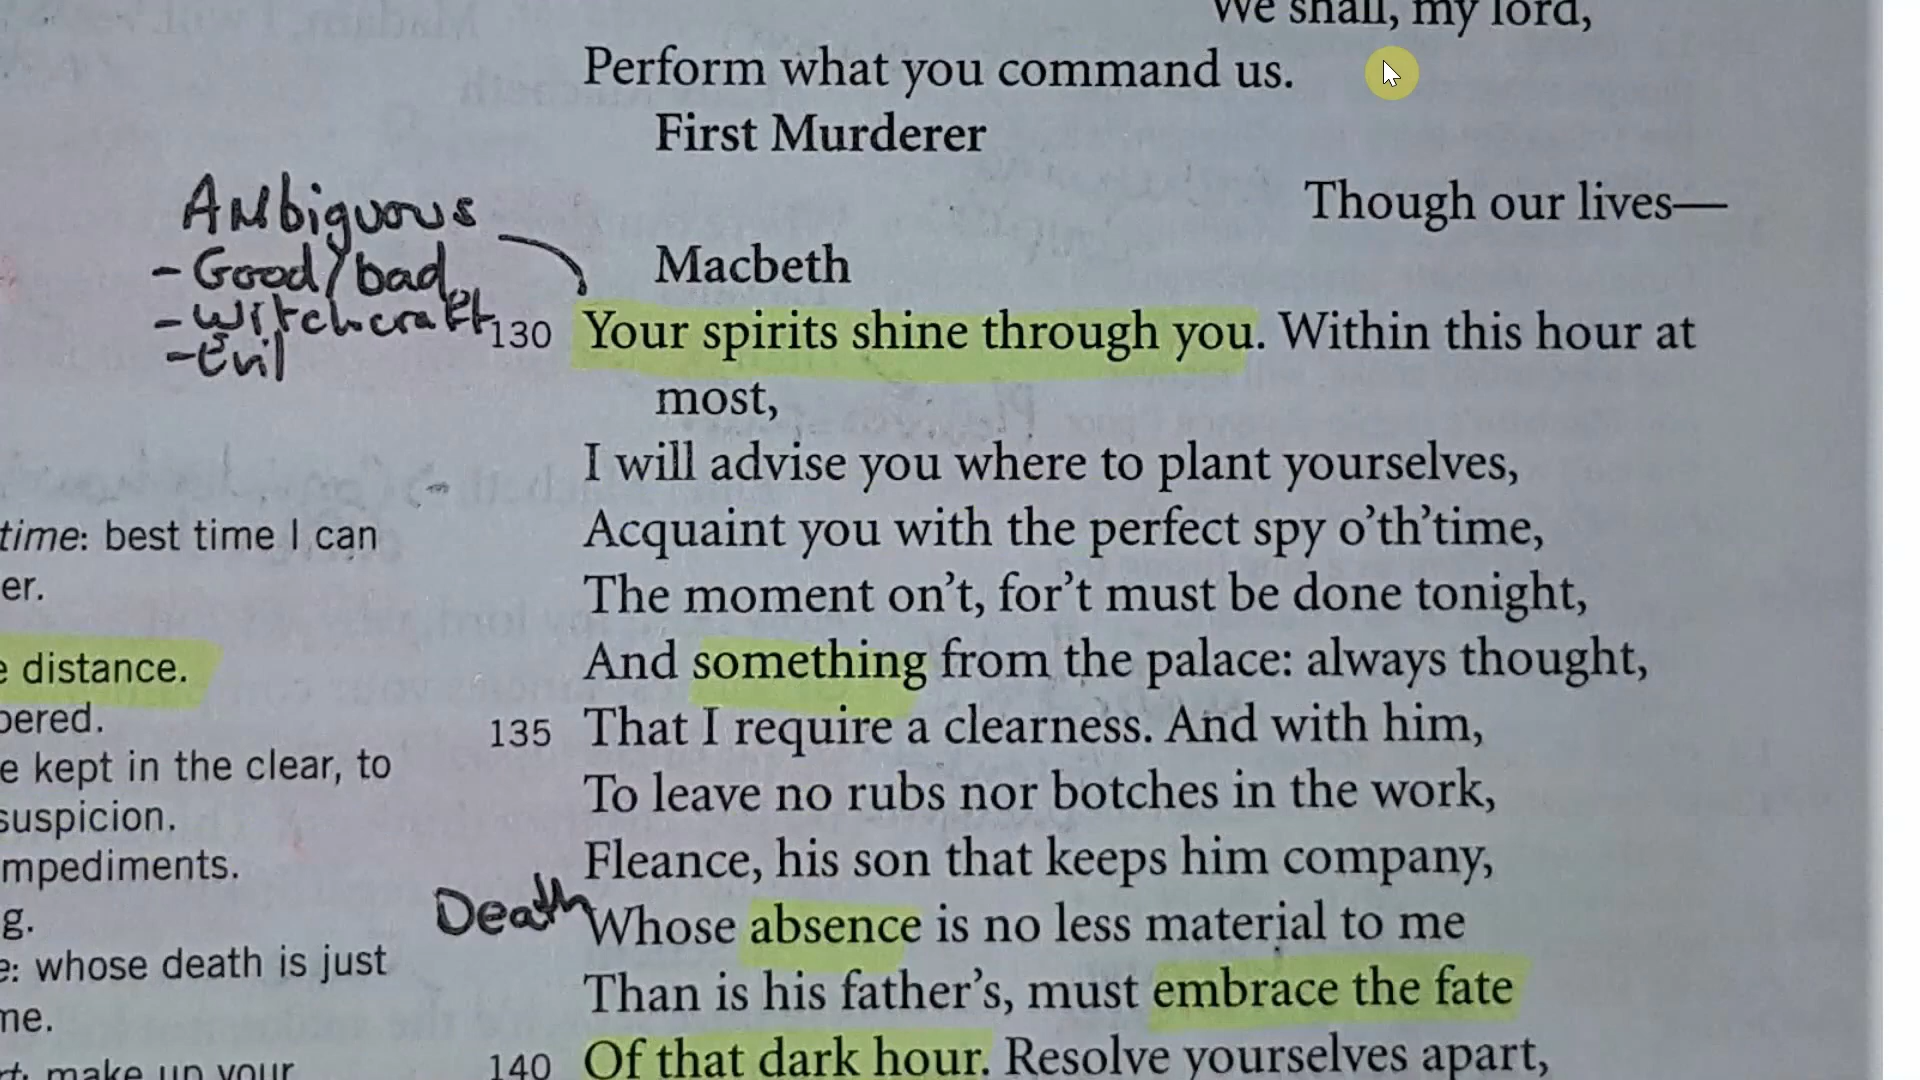 We shall, my lord,
Perform what you command us.
First Murderer
Though our lives—
Ambiguous
- Good/bad
- Witchcraft
- Evil
Macbeth
130 Your spirits shine through you. Within this hour at
most,
I will advise you where to plant yourselves,
Acquaint you with the perfect spy o'th'time,
The moment on't, for't must be done tonight,
And something from the palace: always thought,
135 That I require a clearness. And with him,
To leave no rubs nor botches in the work,
Fleance, his son that keeps him company,
Death
Whose absence is no less material to me
Than is his father's, must embrace the fate
140 Of that dark hour. Resolve yourselves apart,
time: best time I can
er.
e distance.
pered.
e kept in the clear, to
suspicion.
mpediments.
g.
e: whose death is just
me.
rt: make up your